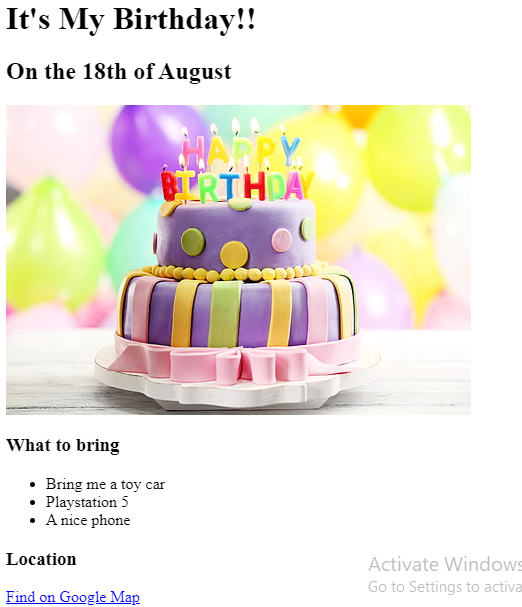 It's My Birthday!!
On the 18th of August
HAPPY
BIRTHDAY
What to bring
Bring me a toy car
Playstation 5
A nice phone
Location
Find on Google Map
Activate Windows
Go to Settings to activa